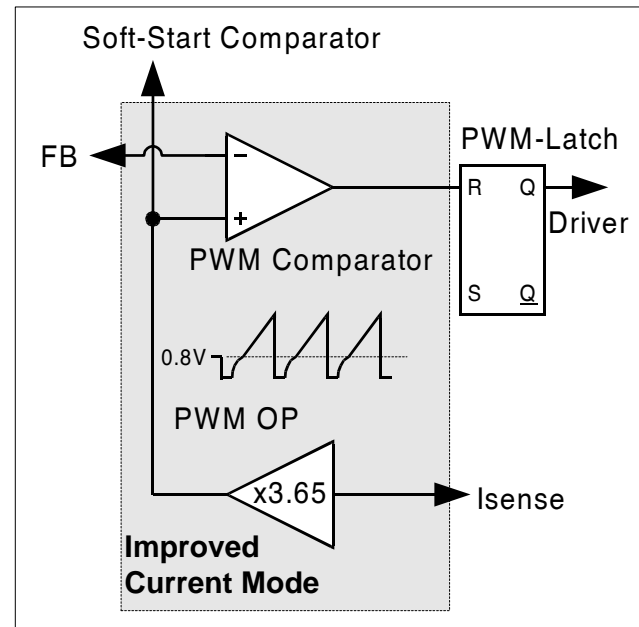 Soft-Start Comparator
FB
PWM-Latch
R Q
Driver
PWM Comparator
S Q
0.8V
PWM OP
x3.65
Isense
Improved
Current Mode